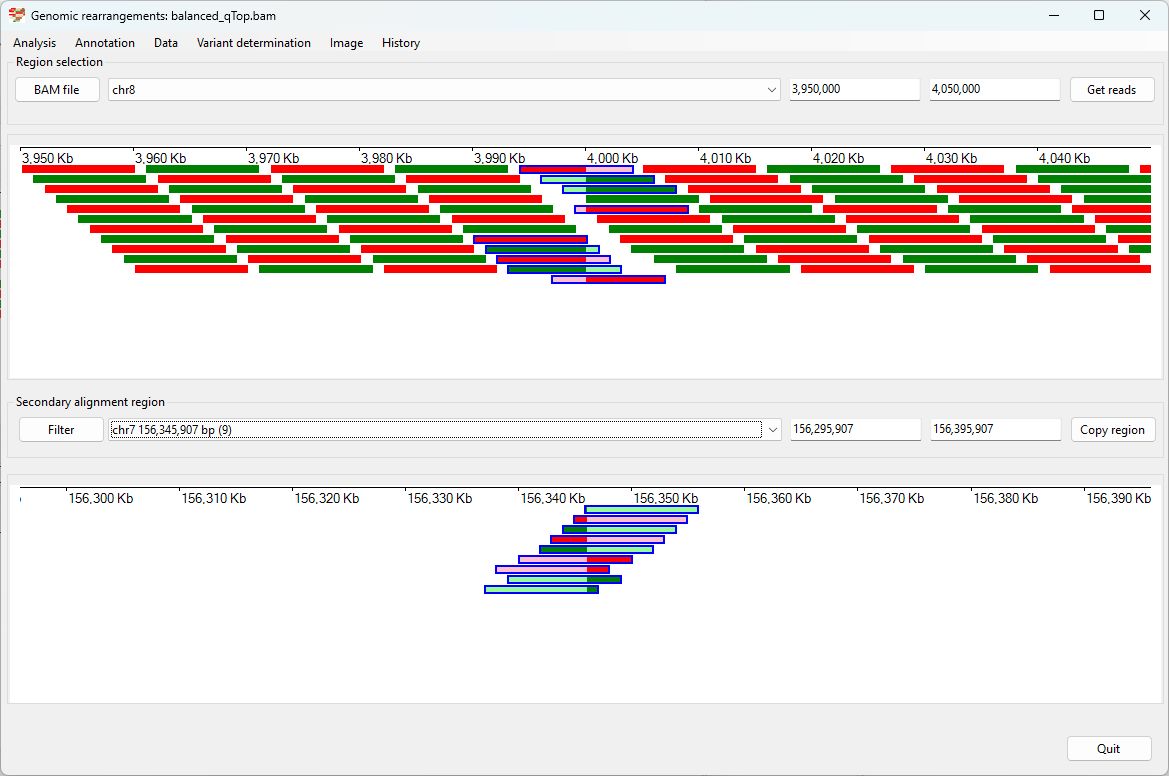 Genomic rearrangements: balanced_qTop.bam
Analysis Annotation Data Variant determination Image History
Region selection
BAM file chr8 3,950,000 4,050,000 Get reads
3,950 Kb 3,960 Kb 3,970 Kb 3,980 Kb 3,990 Kb 4,000 Kb 4,010 Kb 4,020 Kb 4,030 Kb 4,040 Kb
Secondary alignment region
Filter chr7 156,345,907 bp (9) 156,295,907 156,395,907 Copy region
156,300 Kb 156,310 Kb 156,320 Kb 156,330 Kb 156,340 Kb 156,350 Kb 156,360 Kb 156,370 Kb 156,380 Kb 156,390 Kb
Quit